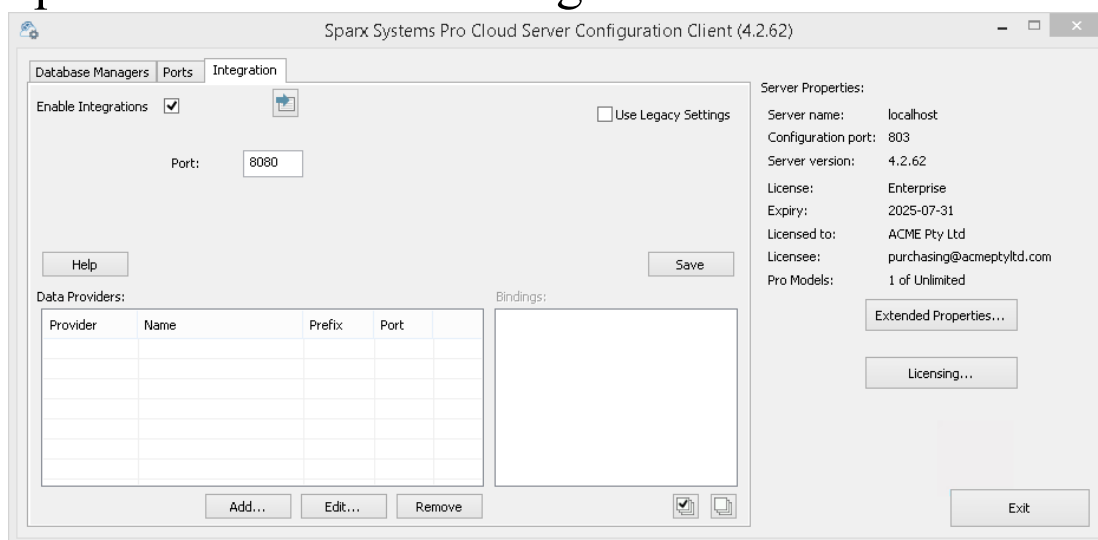 Sparx Systems Pro Cloud Server Configuration Client (4.2.62)
Database Managers Ports Integration
Enable Integrations
Use Legacy Settings
Port: 8080
Help
Save
Data Providers:
Bindings:
Provider Name Prefix Port
Add... Edit... Remove
Server Properties:
Server name: localhost
Configuration port: 803
Server version: 4.2.62
License: Enterprise
Expiry: 2025-07-31
Licensed to: ACME Pty Ltd
Licensee: purchasing@acmeptyltd.com
Pro Models: 1 of Unlimited
Extended Properties...
Licensing...
Exit